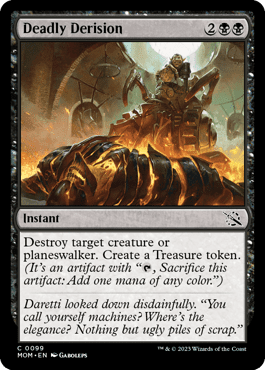 Deadly Derision 2
Instant
Destroy target creature or
planeswalker. Create a Treasure token.
(It's an artifact with “, Sacrifice this
artifact: Add one mana of any color.”)
Daretti looked down disdainfully. “You
call yourself machines? Where's the
elegance? Nothing but ugly piles of scrap.”
C 0099
MOM • EN GABOLEPS
™ & © 2023 Wizards of the Coast